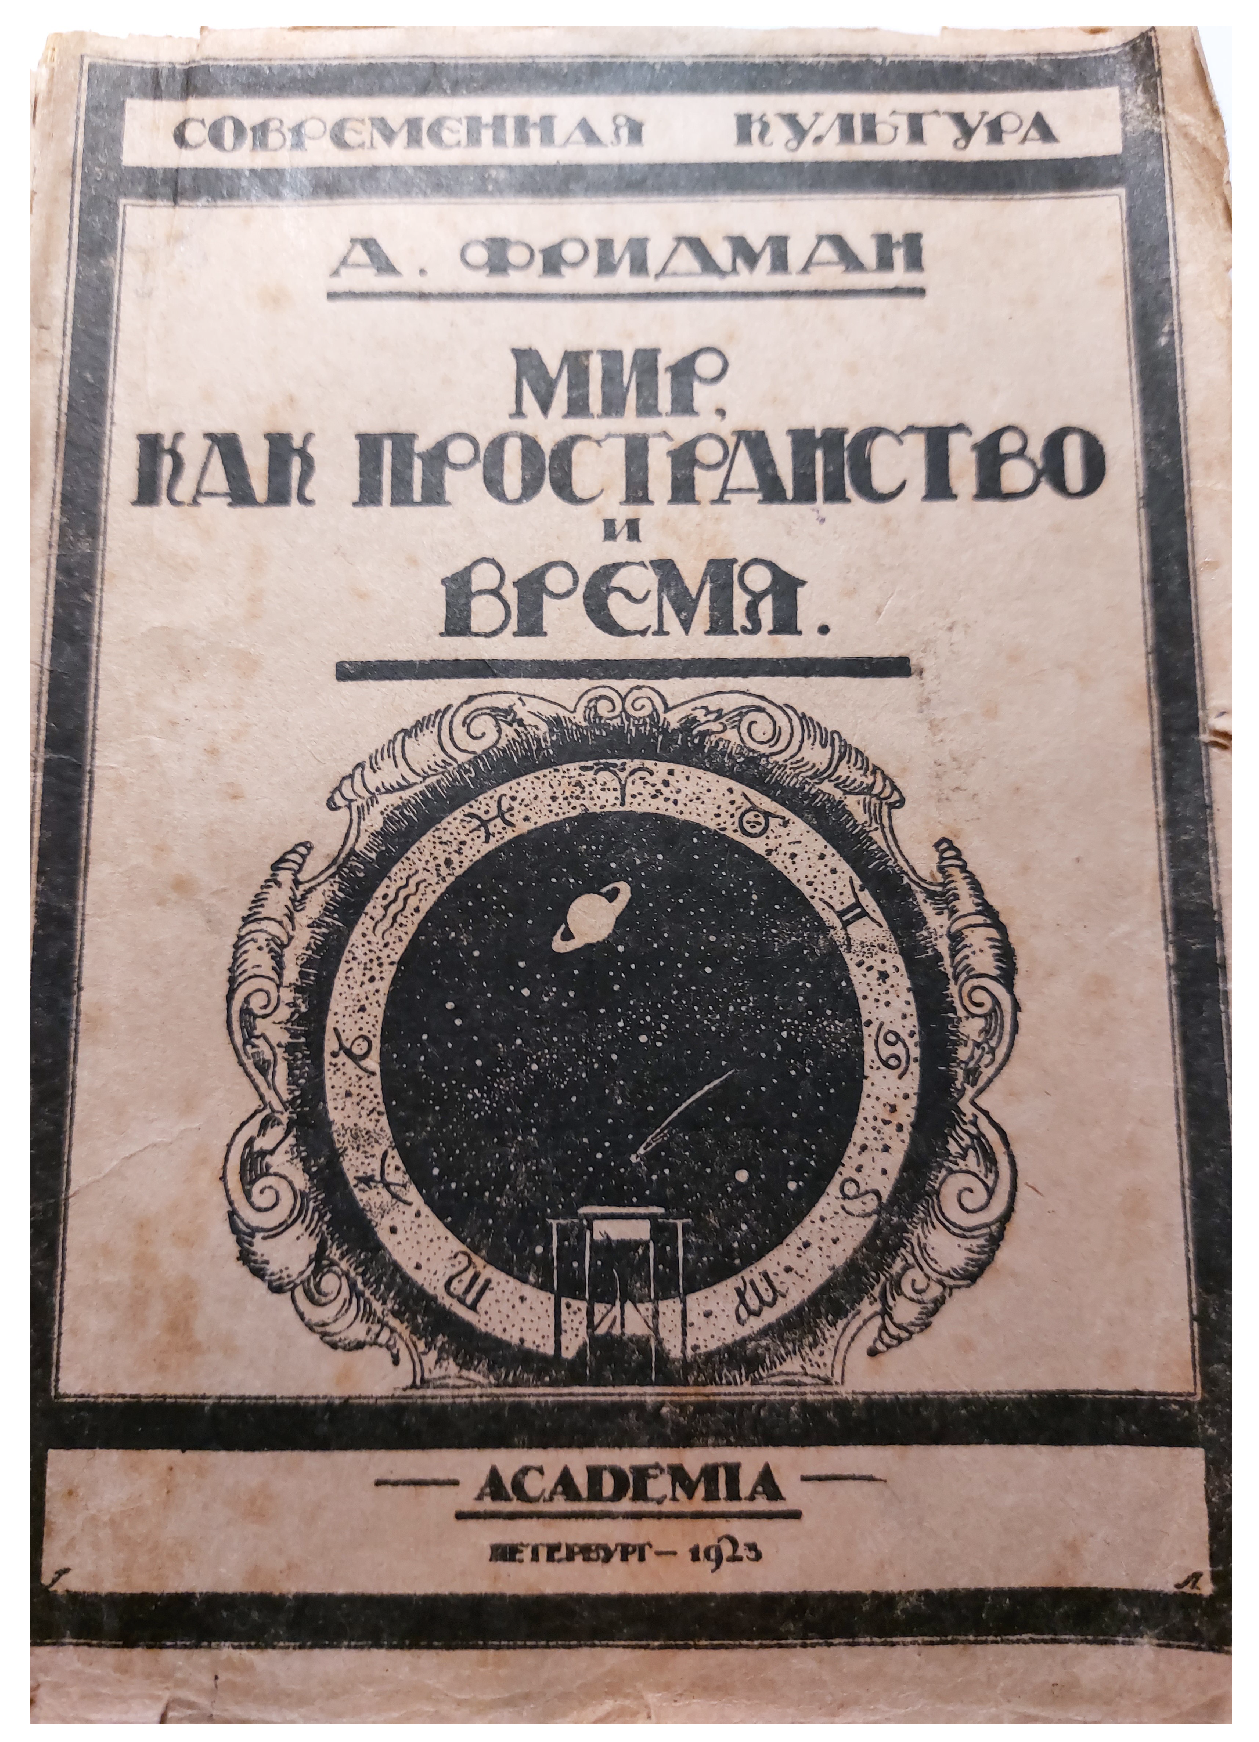 СОВРЕМЕННАЯ КУЛЬТУРА
А. ФРИДМАН
МИР,
КАК ПРОСТРАНСТВО
И
ВРЕМЯ.
— ACADEMIA —
ПЕТЕРБУРГ — 1923
Г Л